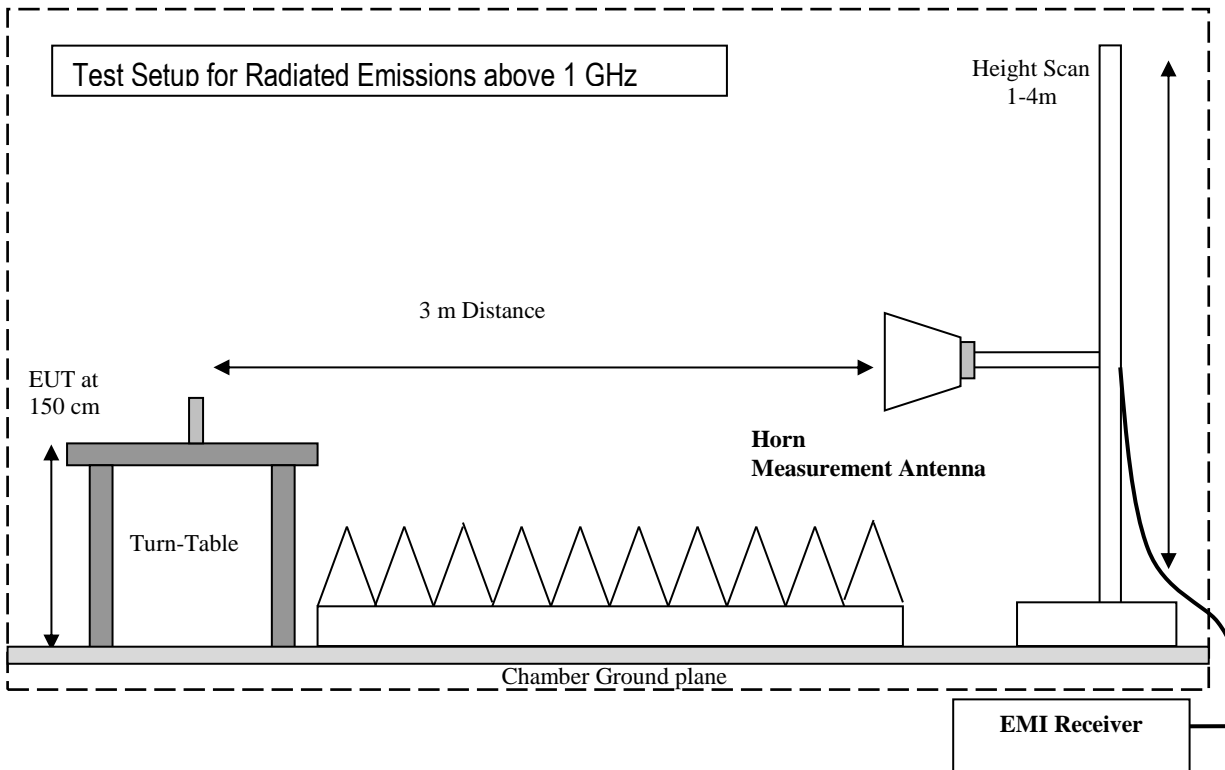 Test Setup for Radiated Emissions above 1 GHz
Height Scan
1-4m
3 m Distance
EUT at
150 cm
Horn
Measurement Antenna
Turn-Table
Chamber Ground plane
EMI Receiver